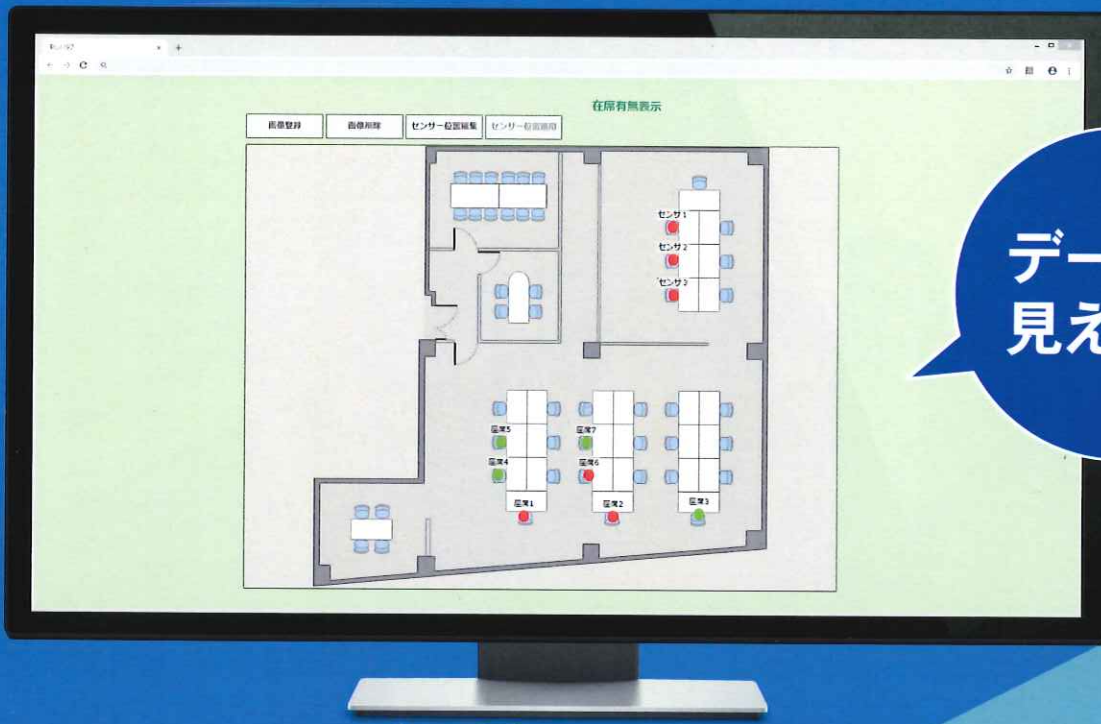 在席有無表示
画像登録
画像削除
センサー位置編集
センサー位置適用
センサ1
センサ2
センサ3
座席5
座席7
座席4
座席6
座席1
座席2
座席3
デー
見え